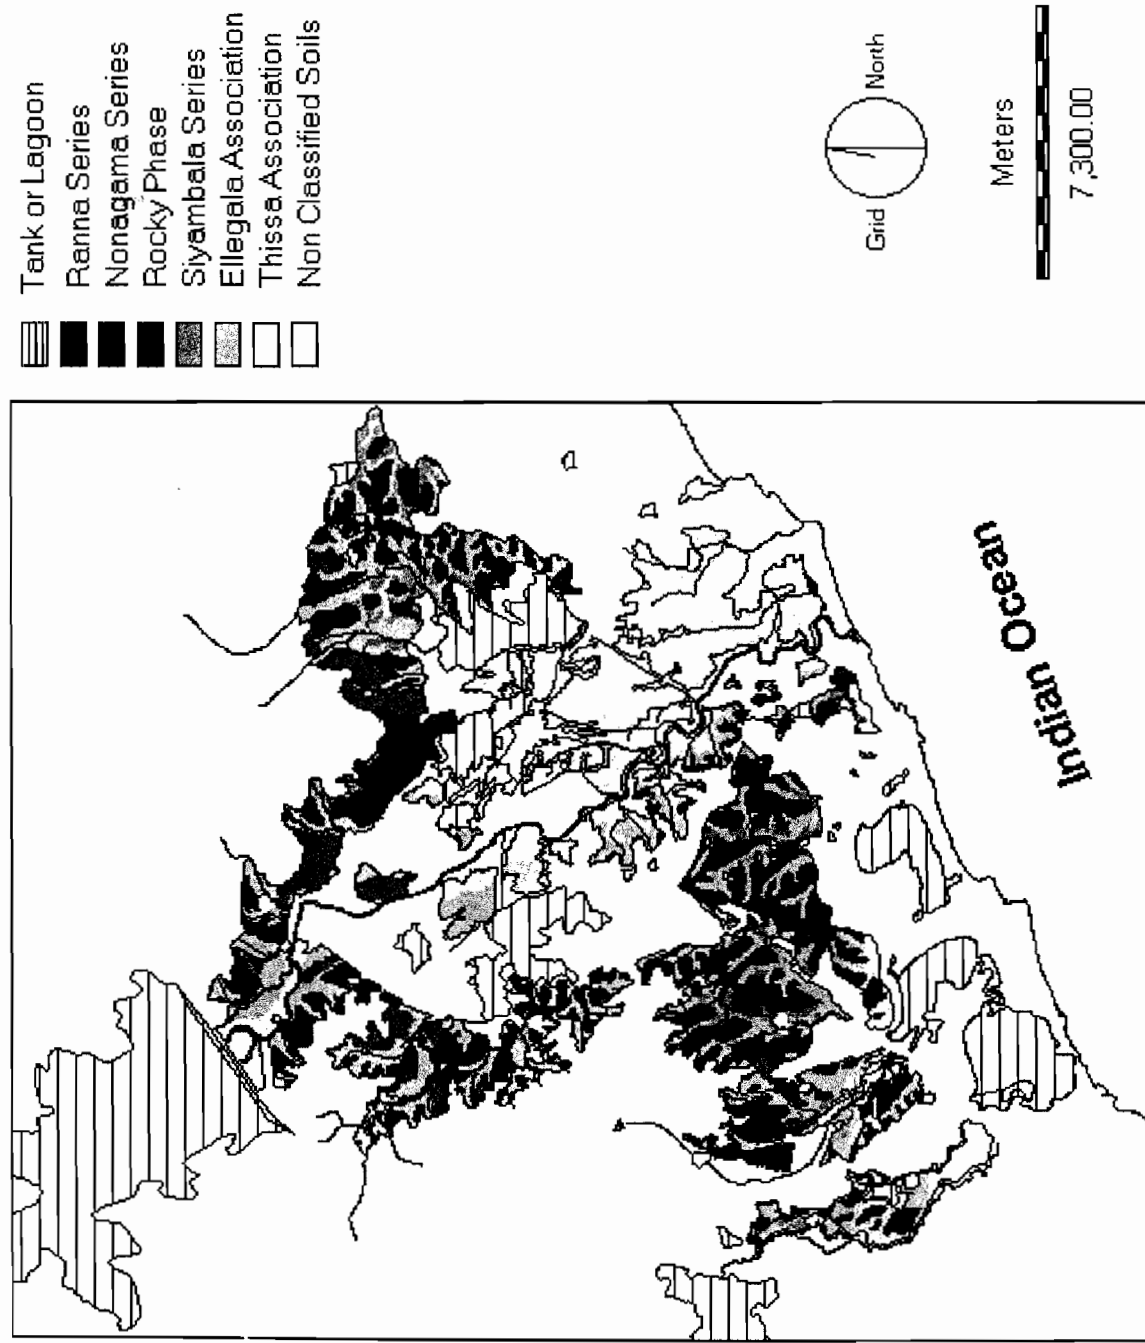 Tank or Lagoon
Ranna Series
Nonagama Series
Rocky Phase
Siyambala Series
Ellegala Association
Thissa Association
Non Classified Soils
Grid
North
Meters
7,300.00
Indian Ocean